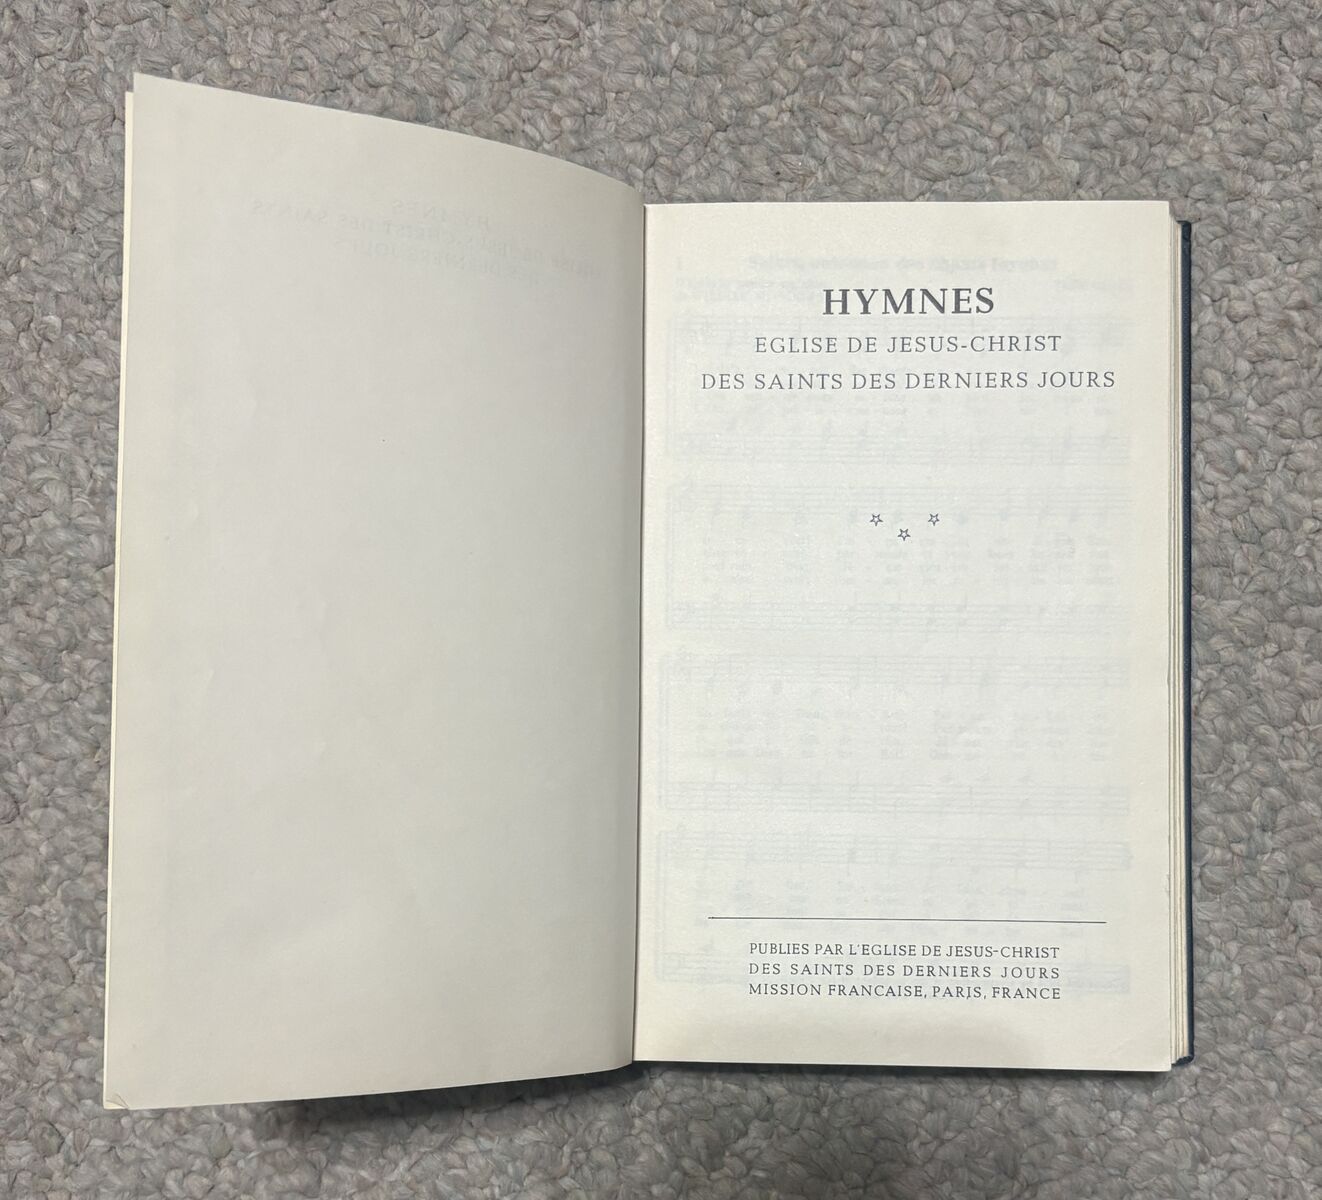 HYMNES
EGLISE DE JESUS-CHRIST
DES SAINTS DES DERNIERS JOURS
PUBLIES PAR L'EGLISE DE JESUS-CHRIST
DES SAINTS DES DERNIERS JOURS
MISSION FRANCAISE, PARIS, FRANCE